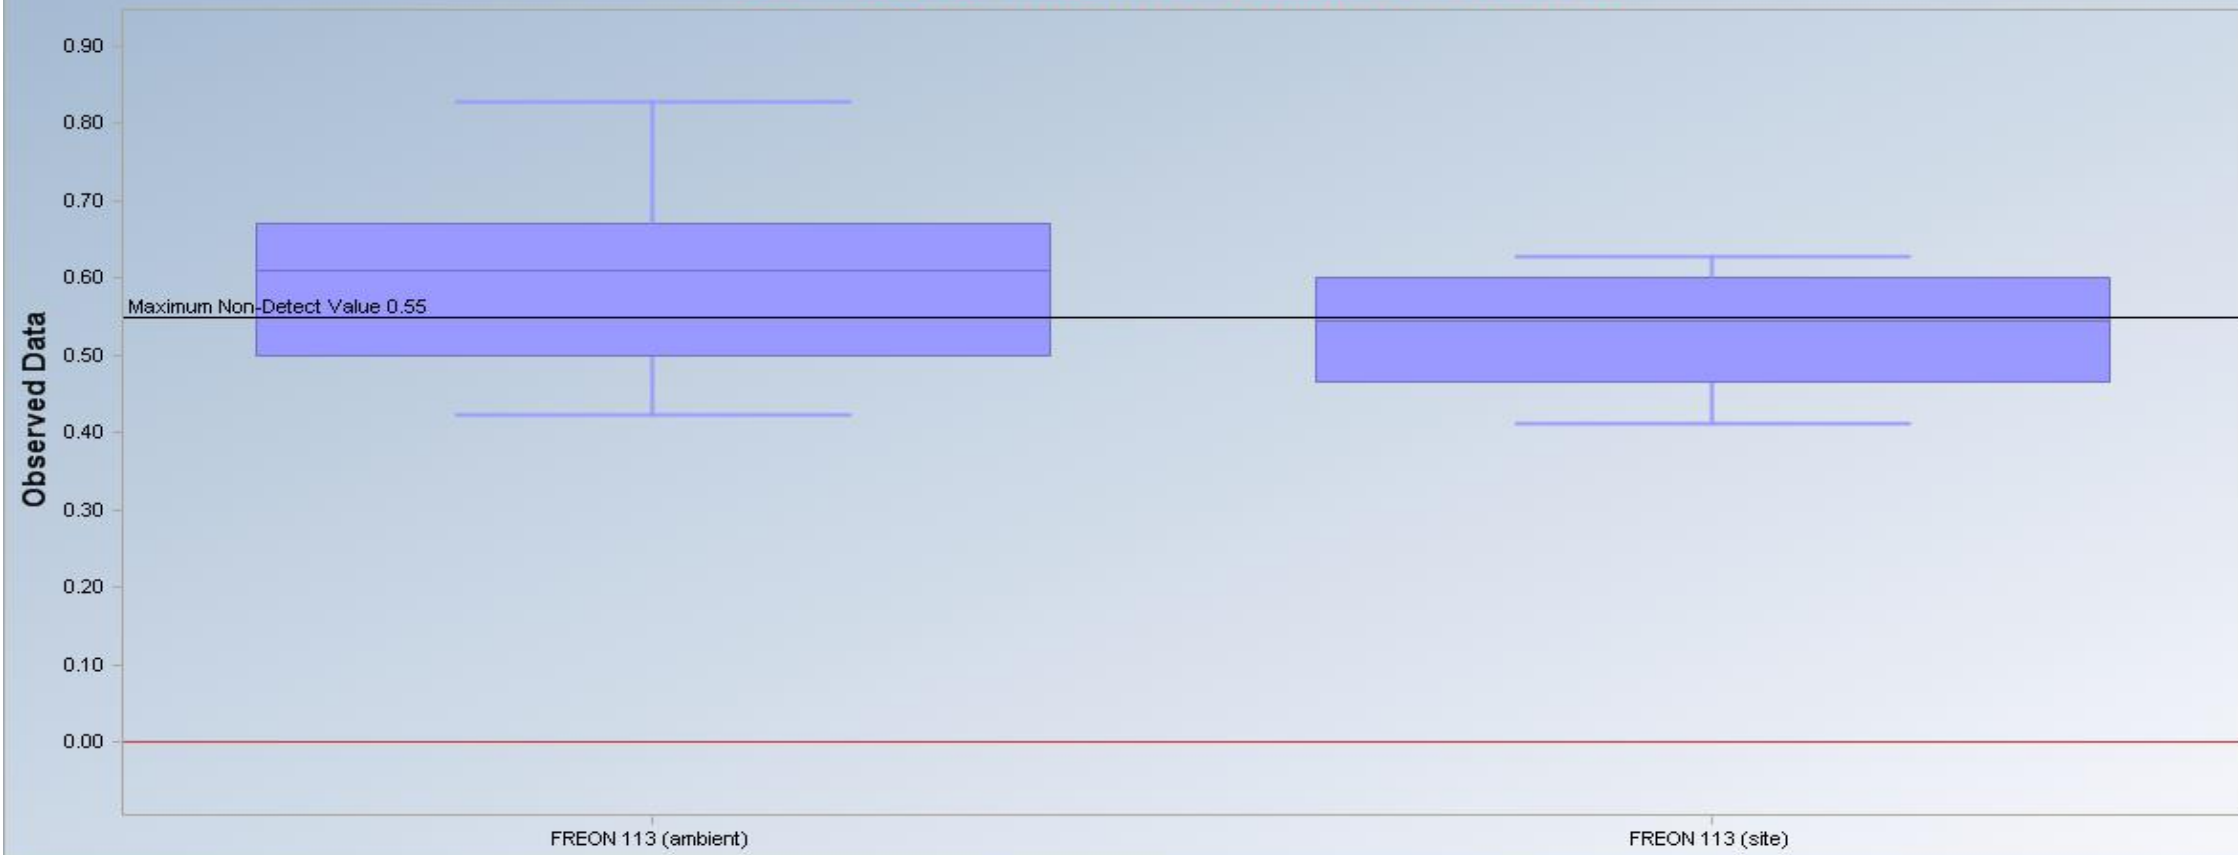 0.90
0.80
0.70
0.60
Maximum Non-Detect Value 0.55
0.50
0.40
0.30
0.20
0.10
0.00
Observed Data
FREON 113 (ambient)
FREON 113 (site)